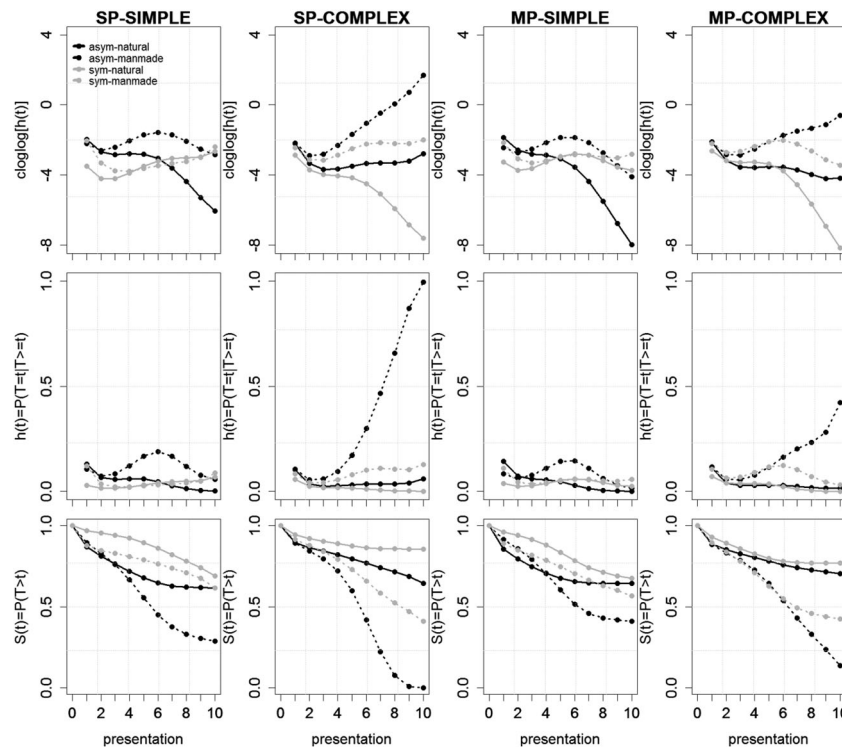 SP-SIMPLE SP-COMPLEX MP-SIMPLE MP-COMPLEX
cloglog[h(t)] 4 0 4 -8
asym-natural
asym-manmade
sym-natural
sym-manmade
cloglog[h(t)] 4 0 4 -8
cloglog[h(t)] 4 0 4 -8
cloglog[h(t)] 4 0 4 -8
h(t)=P(T=t|T>=t) 1.0 0.5 0.0
h(t)=P(T=t|T>=t) 1.0 0.5 0.0
h(t)=P(T=t|T>=t) 1.0 0.5 0.0
h(t)=P(T=t|T>=t) 1.0 0.5 0.0
S(t)=P(T>t) 1.0 0.5 0.0
S(t)=P(T>t) 1.0 0.5 0.0
S(t)=P(T>t) 1.0 0.5 0.0
S(t)=P(T>t) 1.0 0.5 0.0
0 2 4 6 8 10 0 2 4 6 8 10 0 2 4 6 8 10 0 2 4 6 8 10
presentation presentation presentation presentation